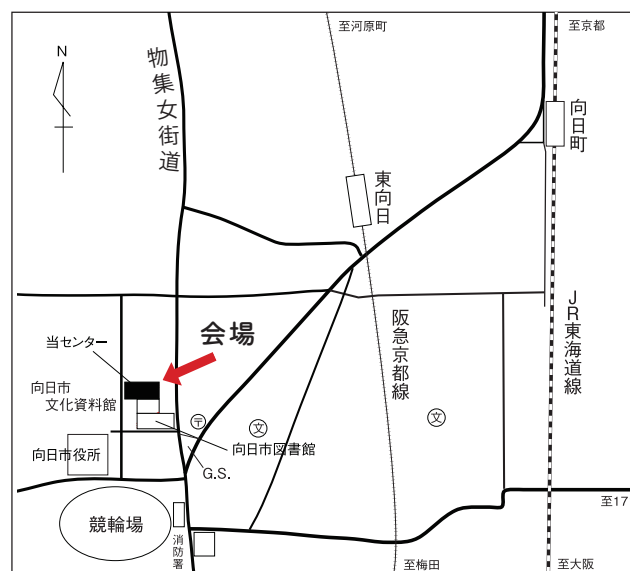 至河原町
至京都
N
物集女街道
向日町
東向日
会場
阪急京都線
JR東海道線
当センター
向日市
文化資料館
〒
文
文
向日市図書館
向日市役所
G.S.
競輪場
消防署
至17
至梅田
至大阪